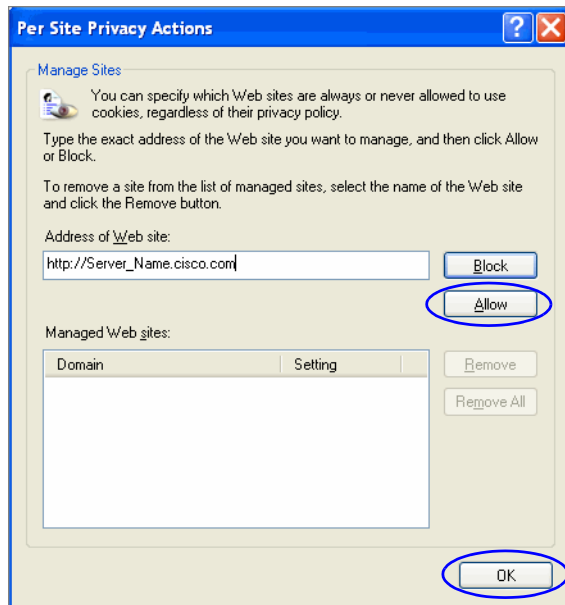 Per Site Privacy Actions
Manage Sites
You can specify which Web sites are always or never allowed to use
cookies, regardless of their privacy policy.
Type the exact address of the Web site you want to manage, and then click Allow
or Block.
To remove a site from the list of managed sites, select the name of the Web site
and click the Remove button.
Address of Web site:
http://Server_Name.cisco.com
Block
Allow
Managed Web sites:
Domain Setting
Remove
Remove All
OK